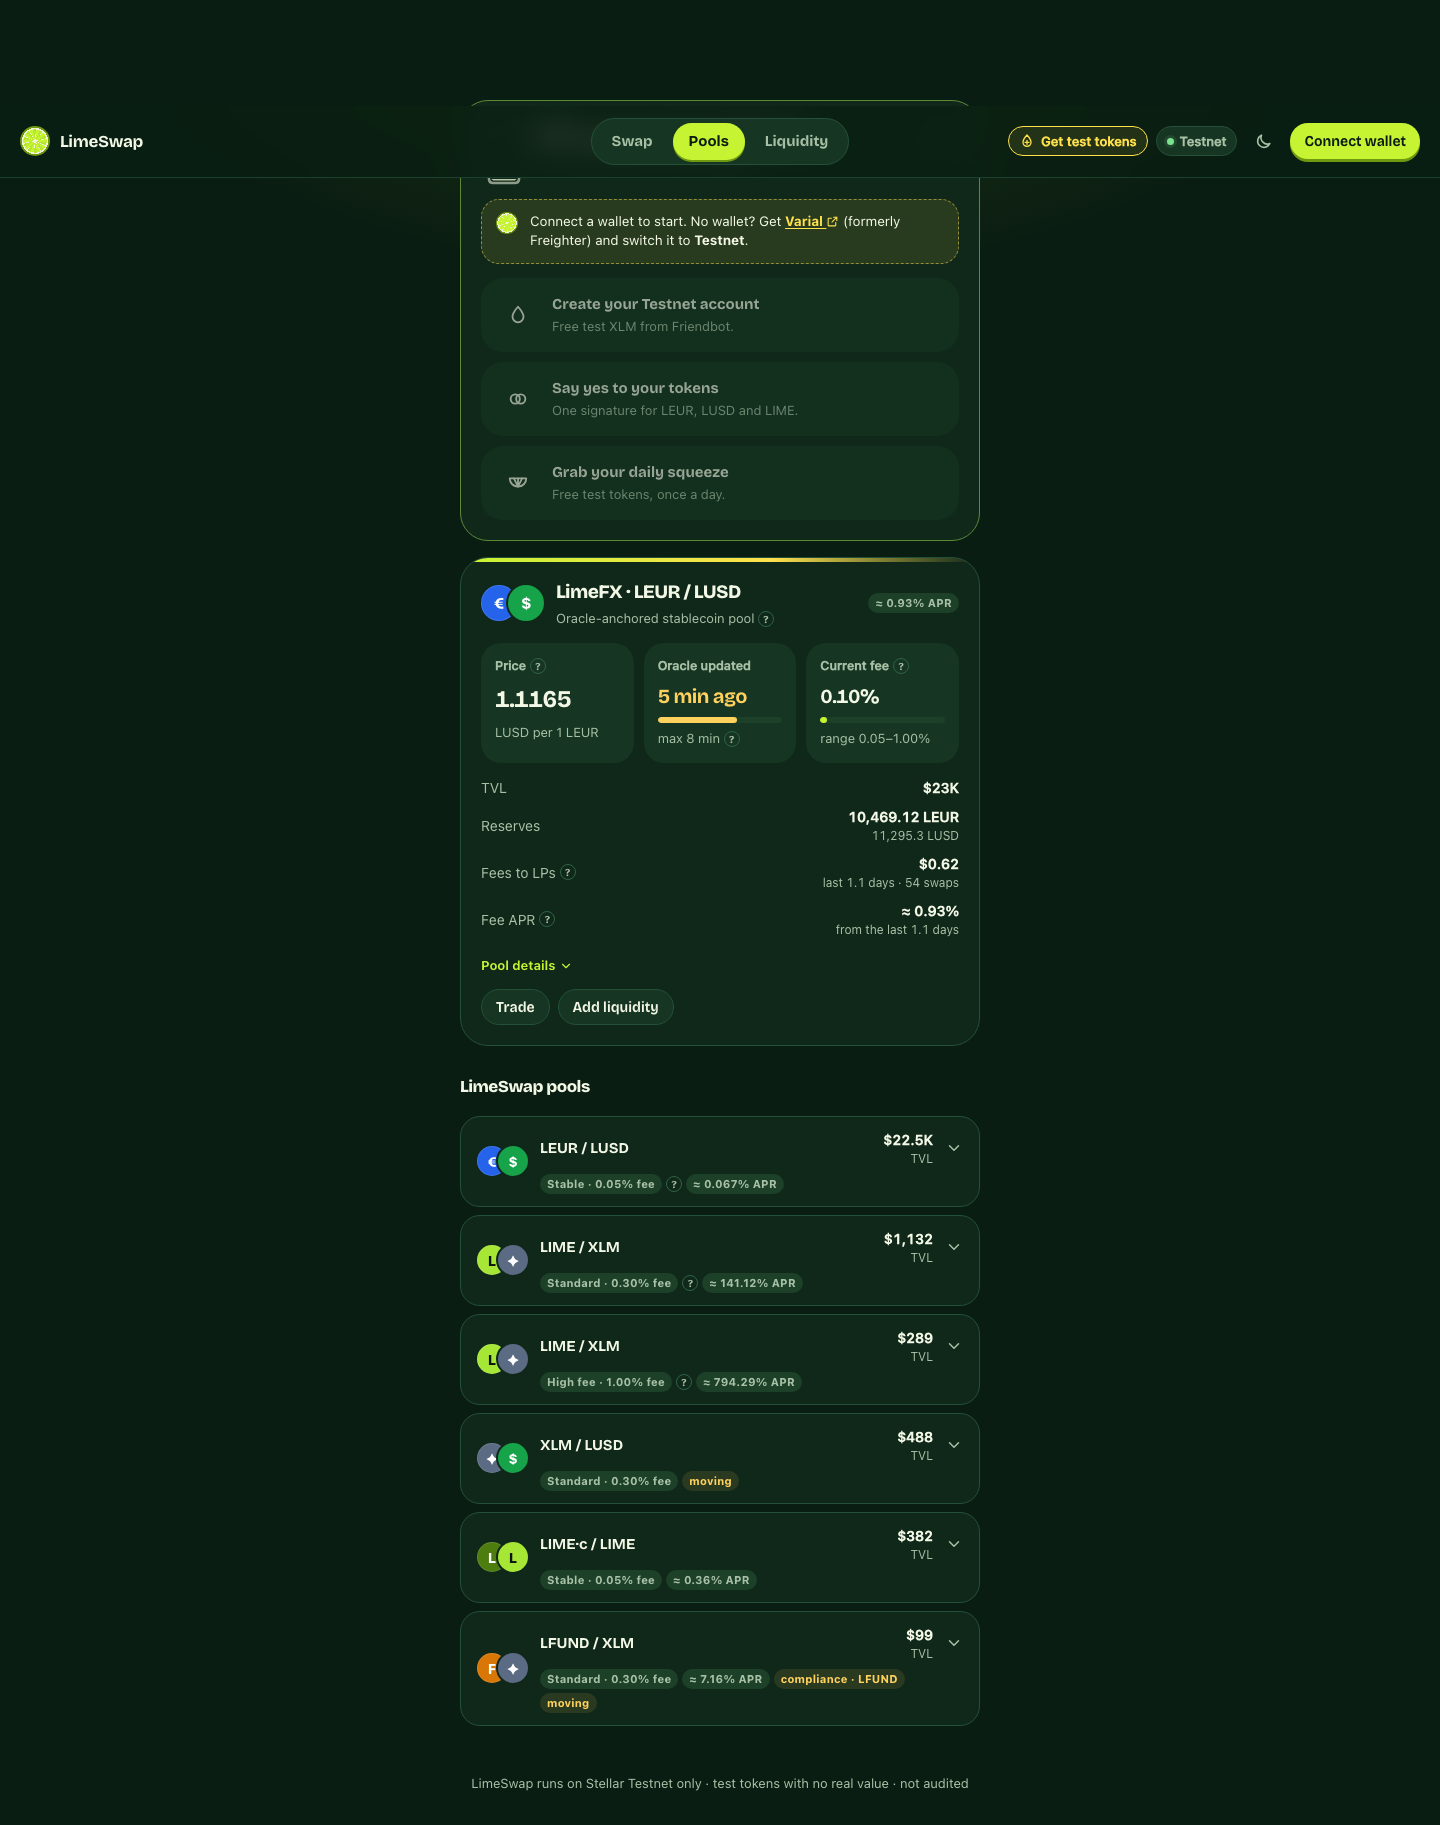 LimeSwap
Swap
Pools
Liquidity
Get test tokens
Testnet
Connect wallet
Connect a wallet to start. No wallet? Get Varial (formerly
Freighter) and switch it to Testnet.
Create your Testnet account
Free test XLM from Friendbot.
Say yes to your tokens
One signature for LEUR, LUSD and LIME.
Grab your daily squeeze
Free test tokens, once a day.
€ $
LimeFX · LEUR / LUSD
≈ 0.93% APR
Oracle-anchored stablecoin pool ?
Price ?
1.1165
LUSD per 1 LEUR
Oracle updated
5 min ago
max 8 min ?
Current fee ?
0.10%
range 0.05–1.00%
TVL
$23K
Reserves
10,469.12 LEUR
11,295.3 LUSD
Fees to LPs ?
$0.62
last 1.1 days · 54 swaps
Fee APR ?
≈ 0.93%
from the last 1.1 days
Pool details
Trade
Add liquidity
LimeSwap pools
€ $
LEUR / LUSD
$22.5K
TVL
Stable · 0.05% fee ? ≈ 0.067% APR
L
LIME / XLM
$1,132
TVL
Standard · 0.30% fee ? ≈ 141.12% APR
L
LIME / XLM
$289
TVL
High fee · 1.00% fee ? ≈ 794.29% APR
$
XLM / LUSD
$488
TVL
Standard · 0.30% fee moving
L L
LIME·c / LIME
$382
TVL
Stable · 0.05% fee ≈ 0.36% APR
F
LFUND / XLM
$99
TVL
Standard · 0.30% fee ≈ 7.16% APR compliance · LFUND
moving
LimeSwap runs on Stellar Testnet only · test tokens with no real value · not audited